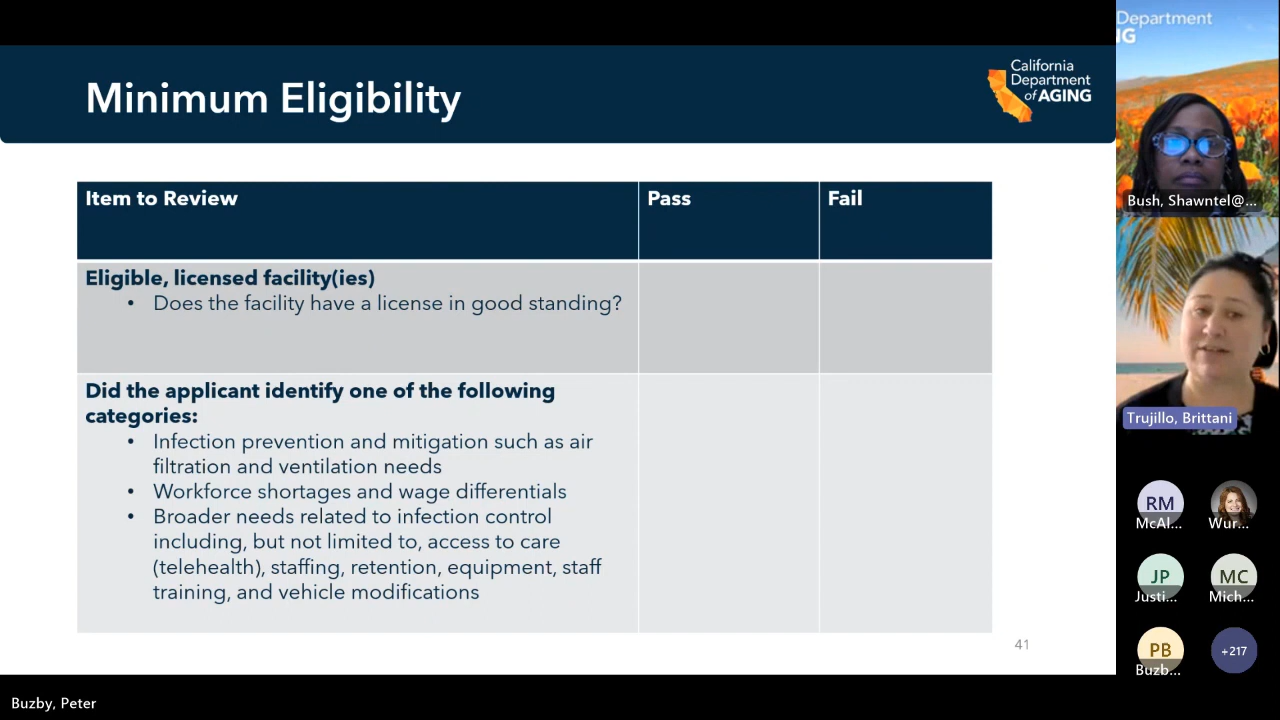 Minimum Eligibility
California
Department
of AGING
Item to Review
Pass
Fail
Eligible, licensed facility(ies)
• Does the facility have a license in good standing?
Did the applicant identify one of the following
categories:
• Infection prevention and mitigation such as air
filtration and ventilation needs
• Workforce shortages and wage differentials
• Broader needs related to infection control
including, but not limited to, access to care
(telehealth), staffing, retention, equipment, staff
training, and vehicle modifications
41
Department
NG
Bush, Shawntel@...
Trujillo, Brittani
RM
McAl...
Wur...
JP
Justi...
MC
Mich...
PB
Buzb...
+217
Buzby, Peter